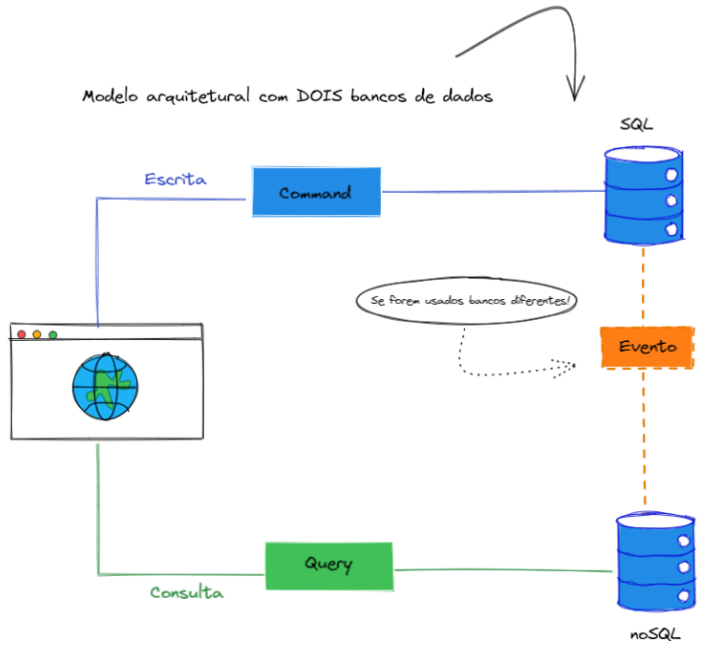 Modelo arquitetural com DOIS bancos de dados
SQL
Escrita
Command
Se forem usados bancos diferentes!
Evento
Query
Consulta
noSQL